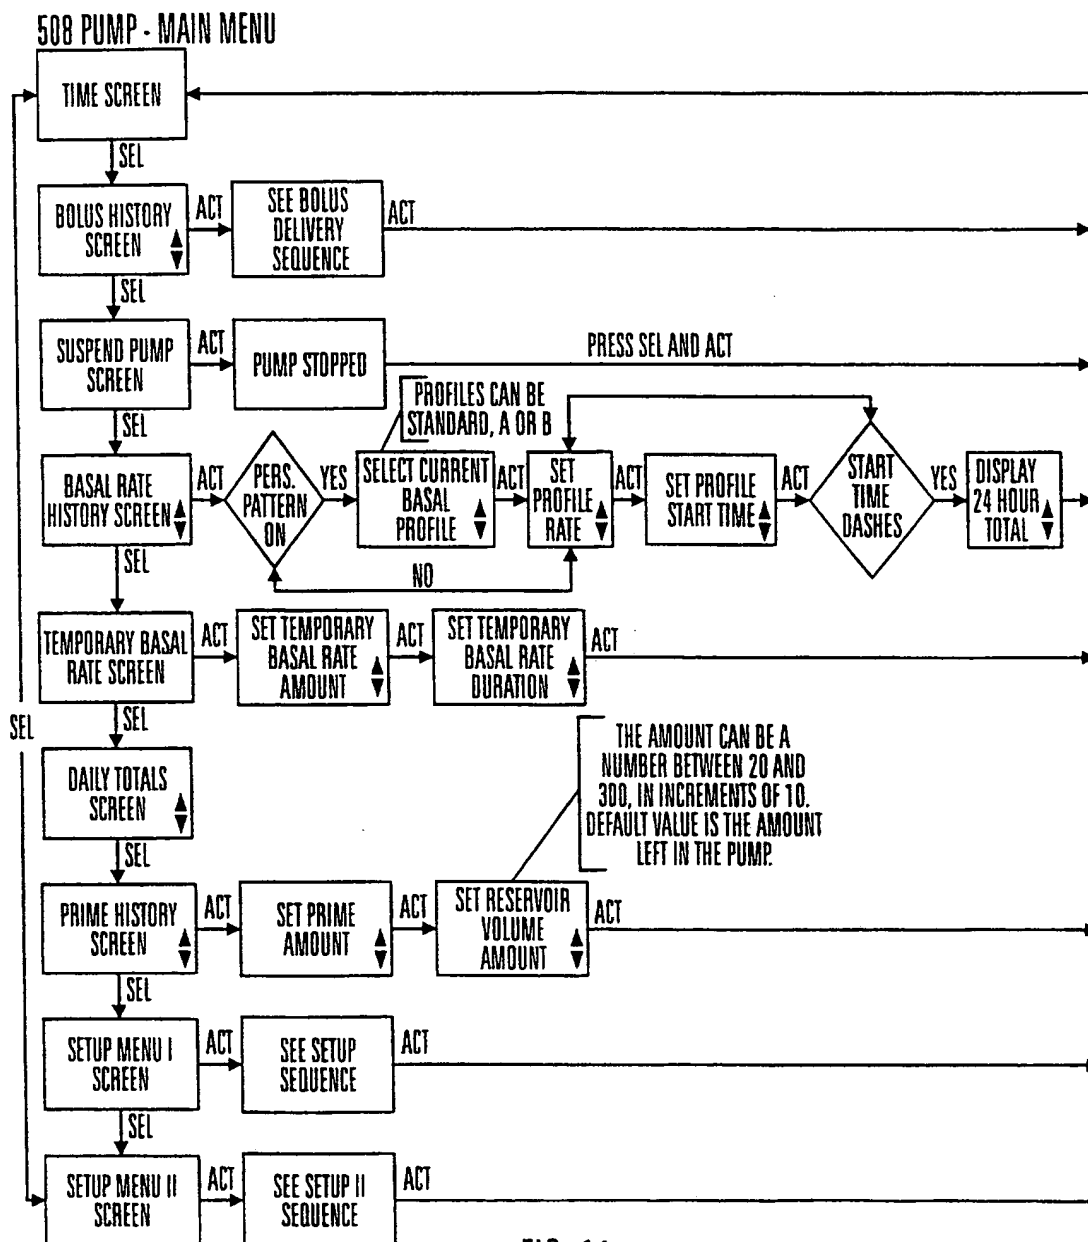 508 PUMP - MAIN MENU
TIME SCREEN
SEL
BOLUS HISTORY
SCREEN
ACT
SEE BOLUS
DELIVERY
SEQUENCE
ACT
SEL
SUSPEND PUMP
SCREEN
ACT
PUMP STOPPED
PRESS SEL AND ACT
SEL
PROFILES CAN BE
STANDARD, A OR B
BASAL RATE
HISTORY SCREEN
ACT
PERS.
PATTERN
ON
YES
SELECT CURRENT
BASAL
PROFILE
ACT
SET
PROFILE
RATE
ACT
SET PROFILE
START TIME
ACT
START
TIME
DASHES
YES
DISPLAY
24 HOUR
TOTAL
NO
SEL
TEMPORARY BASAL
RATE SCREEN
ACT
SET TEMPORARY
BASAL RATE
AMOUNT
ACT
SET TEMPORARY
BASAL RATE
DURATION
ACT
SEL
SEL
DAILY TOTALS
SCREEN
THE AMOUNT CAN BE A
NUMBER BETWEEN 20 AND
300, IN INCREMENTS OF 10.
DEFAULT VALUE IS THE AMOUNT
LEFT IN THE PUMP.
SEL
PRIME HISTORY
SCREEN
ACT
SET PRIME
AMOUNT
ACT
SET RESERVOIR
VOLUME
AMOUNT
ACT
SEL
SETUP MENU I
SCREEN
ACT
SEE SETUP
SEQUENCE
ACT
SEL
SETUP MENU II
SCREEN
ACT
SEE SETUP II
SEQUENCE
ACT